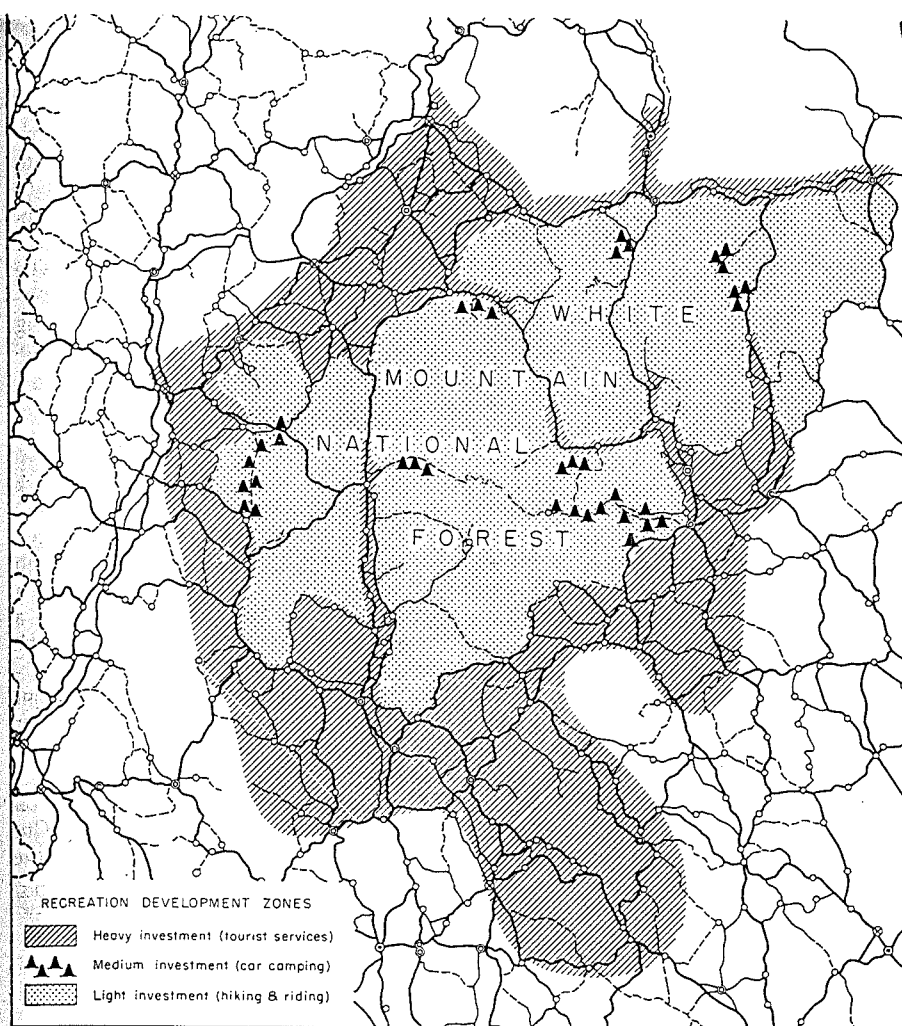 WHITE
MOUNTAIN
NATIONAL
FOREST
RECREATION DEVELOPMENT ZONES
Heavy investment (tourist services)
Medium investment (car camping)
Light investment (hiking & riding)